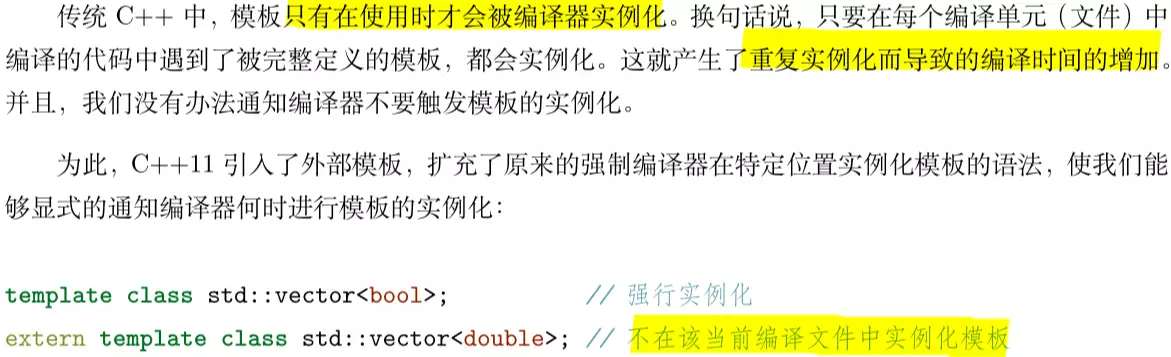 传统 C++ 中，模板只有在使用时才会被编译器实例化。换句话说，只要在每个编译单元（文件）中
编译的代码中遇到了被完整定义的模板，都会实例化。这就产生了重复实例化而导致的编译时间的增加。
并且，我们没有办法通知编译器不要触发模板的实例化。
为此，C++11 引入了外部模板，扩充了原来的强制编译器在特定位置实例化模板的语法，使我们能
够显式的通知编译器何时进行模板的实例化：
template class std::vector<bool>; // 强行实例化
extern template class std::vector<double>; // 不在该当前编译文件中实例化模板